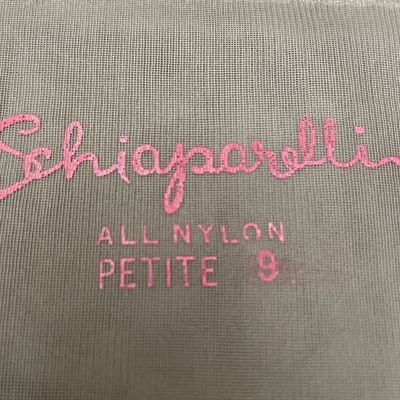 Schiaparelli
ALL NYLON
PETITE 9